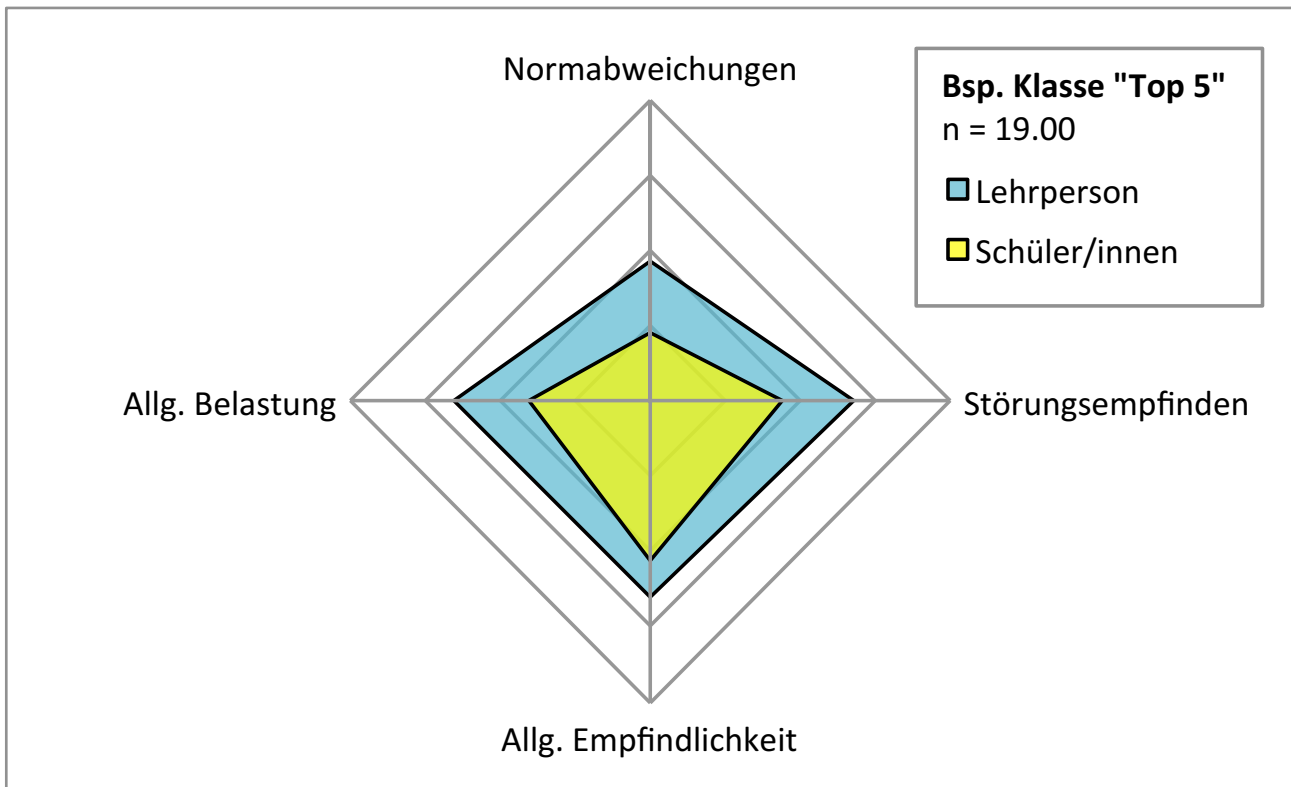 Normabweichungen
Bsp. Klasse "Top 5"
n = 19.00
Lehrperson
Schüler/innen
Allg. Belastung
Störungsempfinden
Allg. Empfindlichkeit